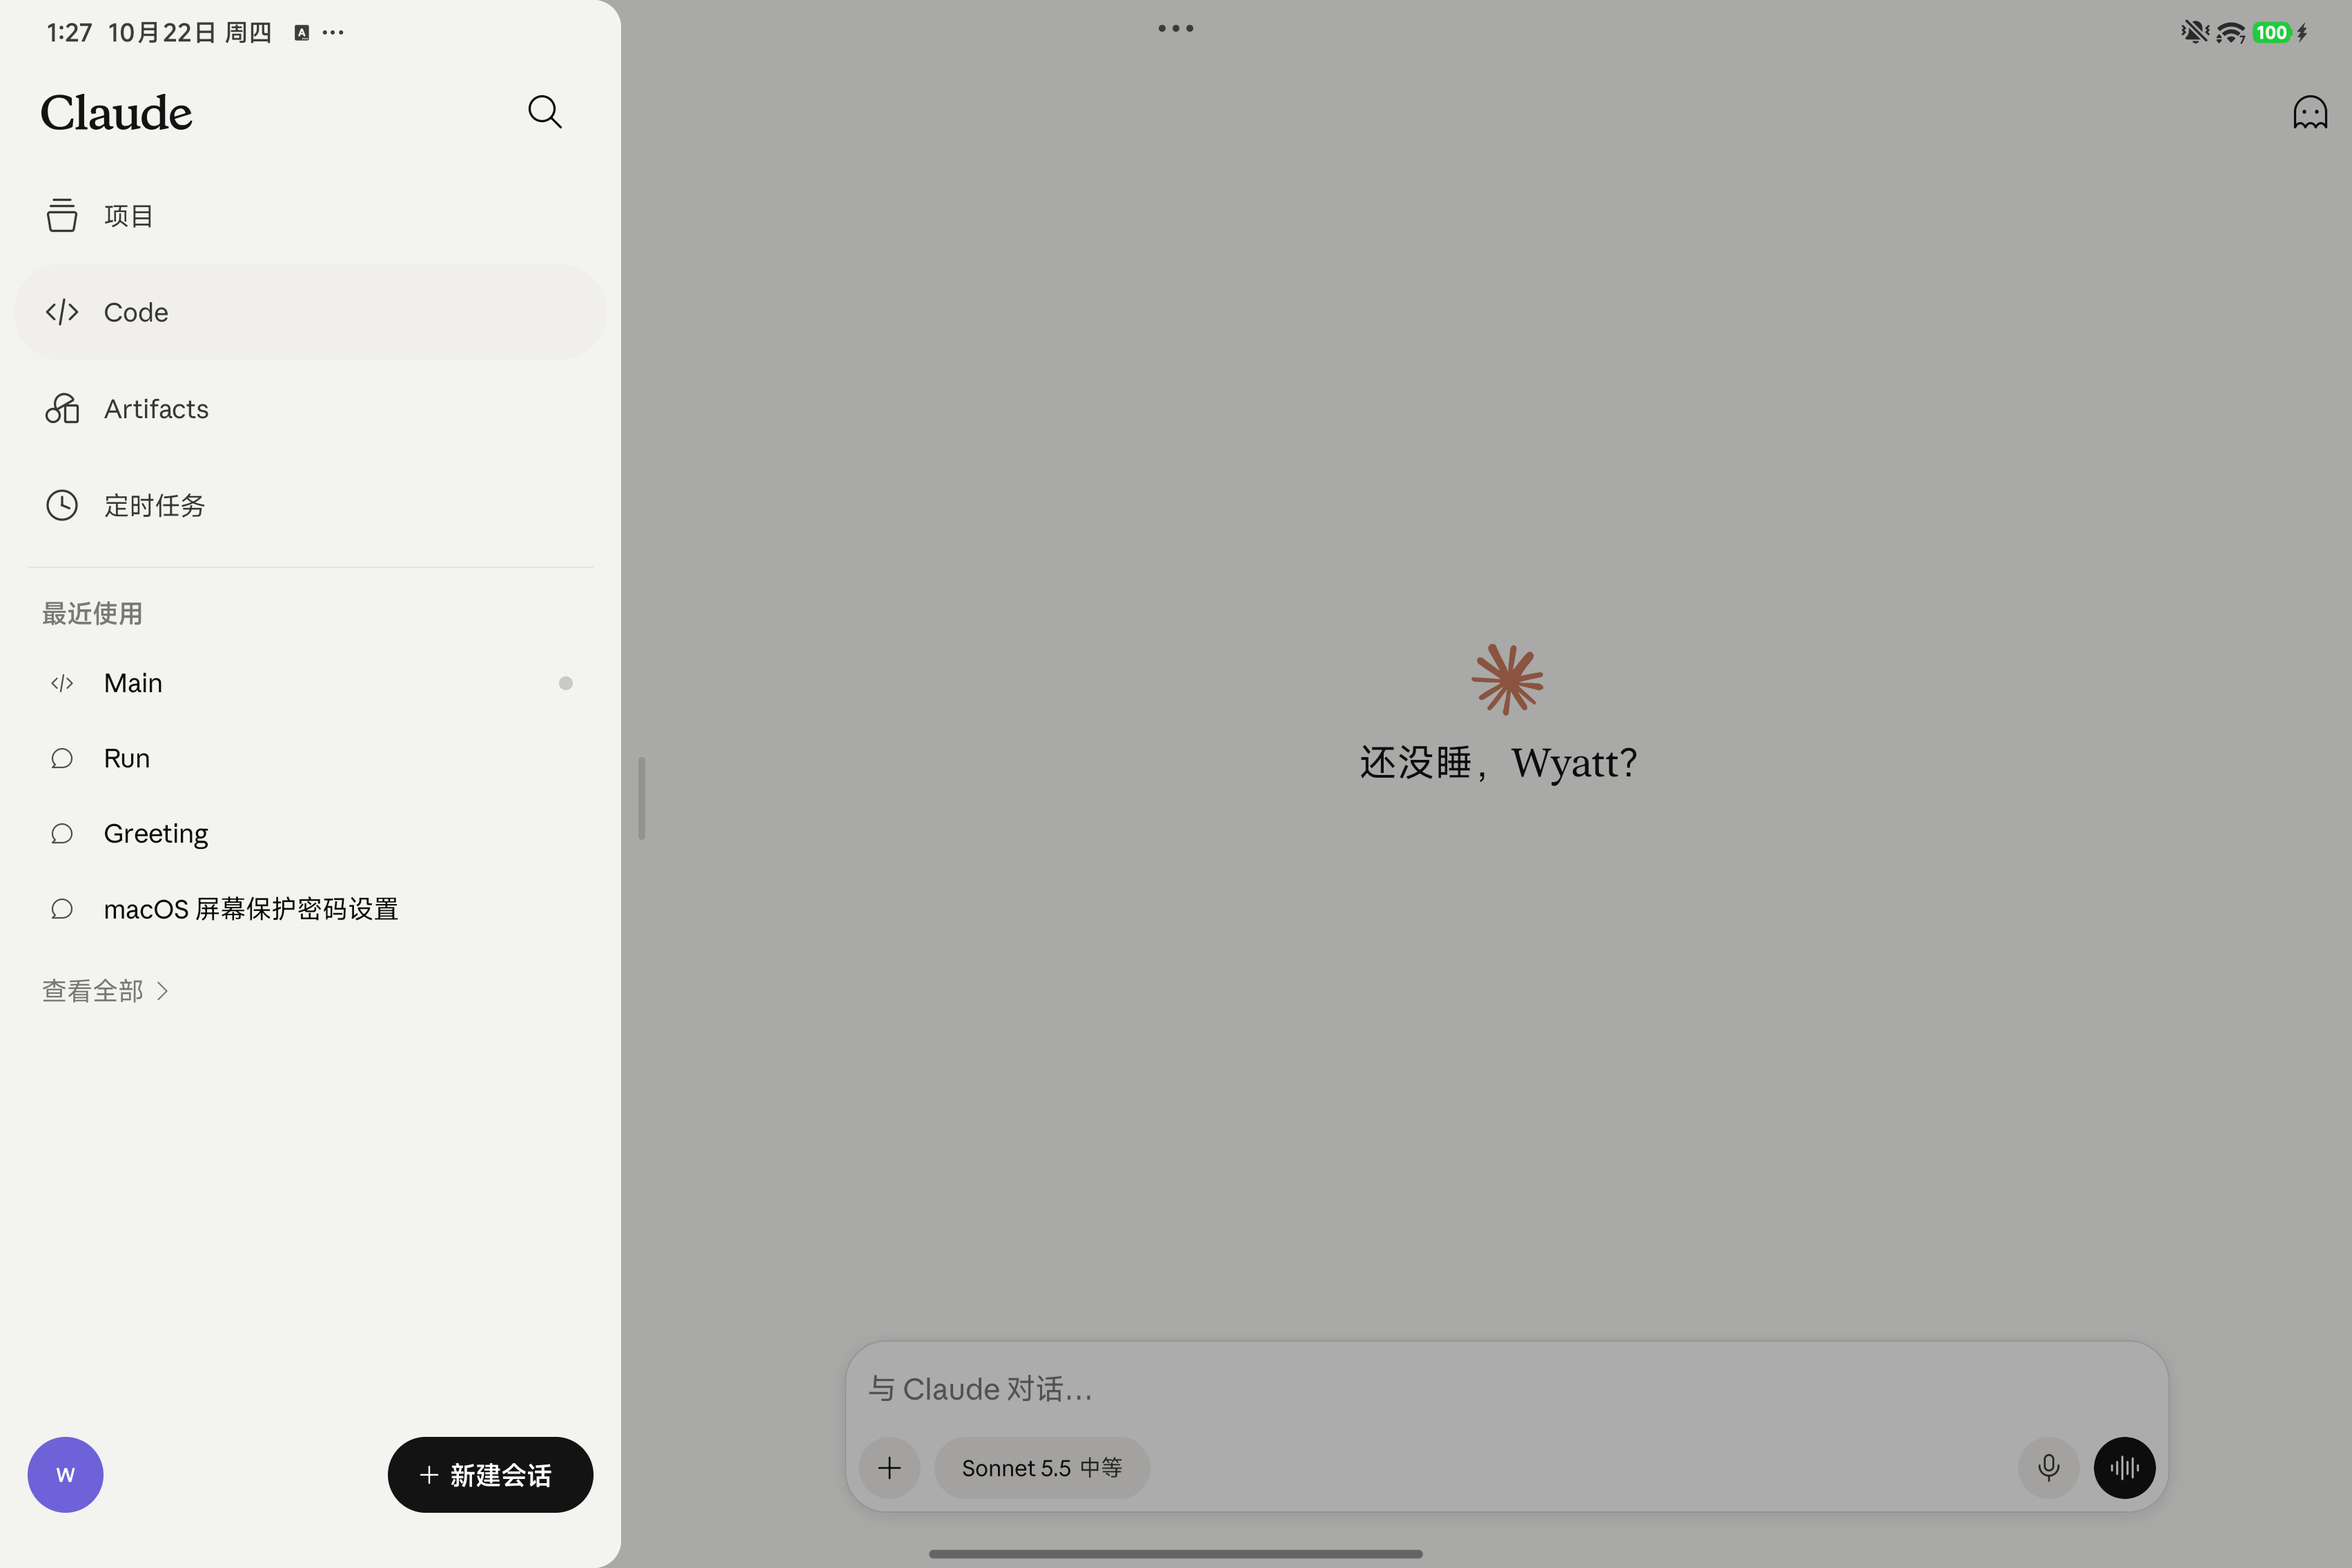 1:27 10月22日 周四
100
Claude
项目
Code
Artifacts
定时任务
最近使用
Main
Run
Greeting
macOS 屏幕保护密码设置
查看全部
W
新建会话
还没睡，Wyatt？
与 Claude 对话...
Sonnet 5.5 中等